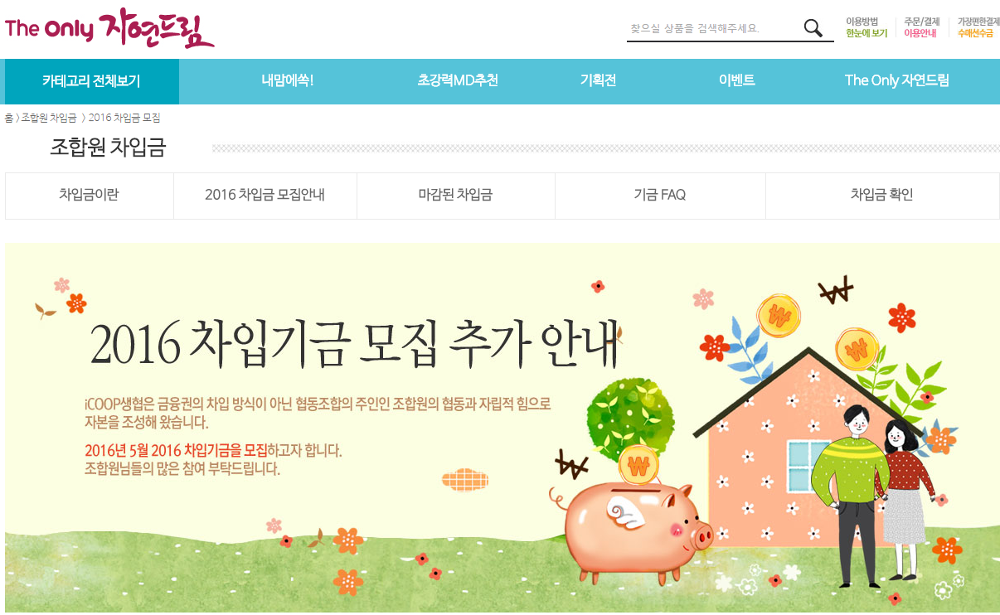 The Only 자연드림
찾으실 상품을 검색해주세요.
이용방법
한눈에 보기
주문/결제
이용안내
가장편한결제
수매선수금
카테고리 전체보기
내맘에쏙!
초강력MD추천
기획전
이벤트
The Only 자연드림
홈 > 조합원 차입금 > 2016 차입금 모집
조합원 차입금
차입금이란
2016 차입금 모집안내
마감된 차입금
기금 FAQ
차입금 확인
2016 차입기금 모집 추가 안내
iCOOP생협은 금융권의 차입 방식이 아닌 협동조합의 주인인 조합원의 협동과 자립적 힘으로
자본을 조성해 왔습니다.
2016년 5월 2016 차입기금을 모집하고자 합니다.
조합원님들의 많은 참여 부탁드립니다.